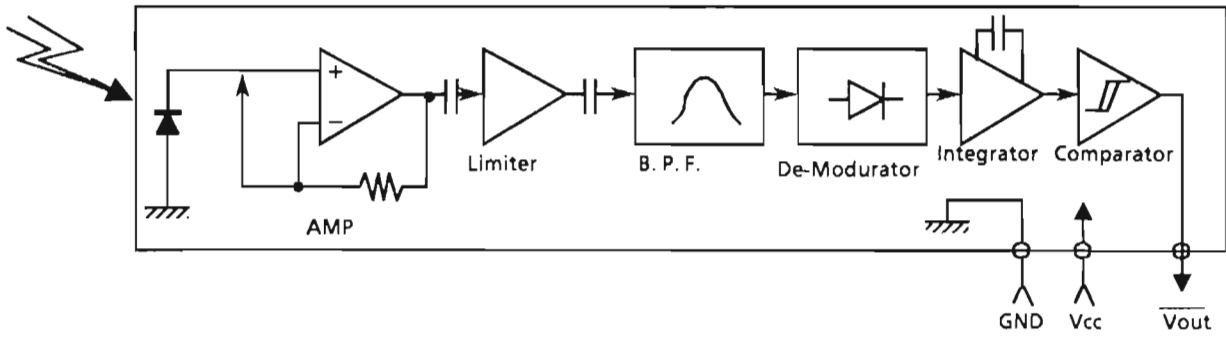 +
−
AMP
Limiter
B. P. F.
De-Modurator
Integrator
Comparator
GND
Vcc
Vout